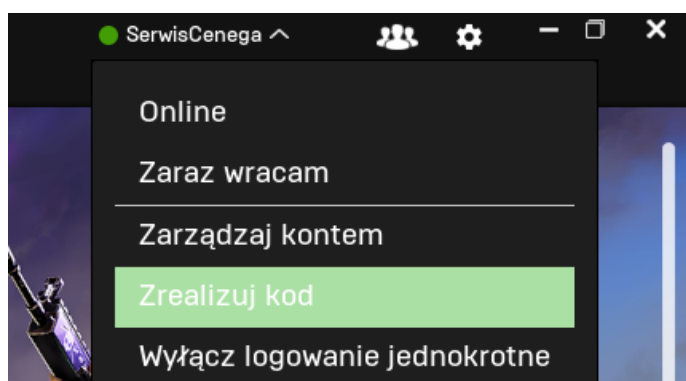 SerwisCenega
Online
Zaraz wracam
Zarządzaj kontem
Zrealizuj kod
Wyłącz logowanie jednokrotne